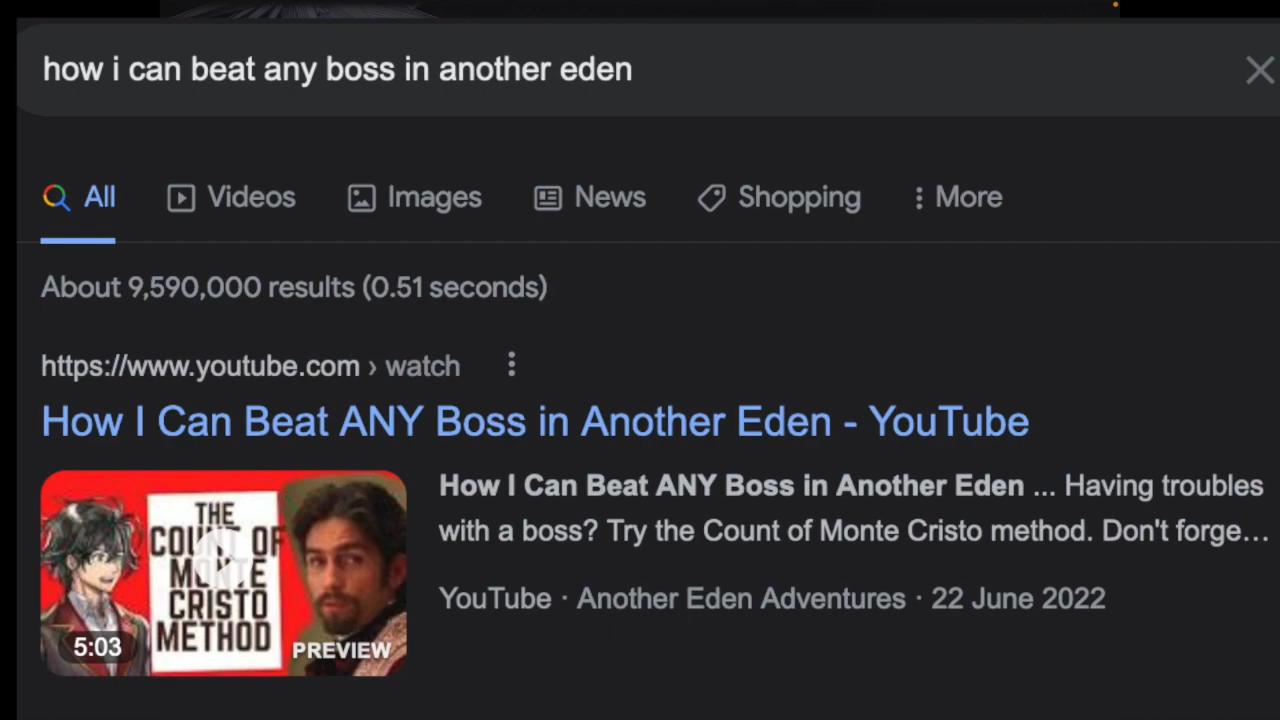 how i can beat any boss in another eden
All Videos Images News Shopping More
About 9,590,000 results (0.51 seconds)
https://www.youtube.com › watch
How I Can Beat ANY Boss in Another Eden - YouTube
THE
COUNT OF
MONTE
CRISTO
METHOD
5:03
PREVIEW
How I Can Beat ANY Boss in Another Eden ... Having troubles
with a boss? Try the Count of Monte Cristo method. Don't forge...
YouTube · Another Eden Adventures · 22 June 2022